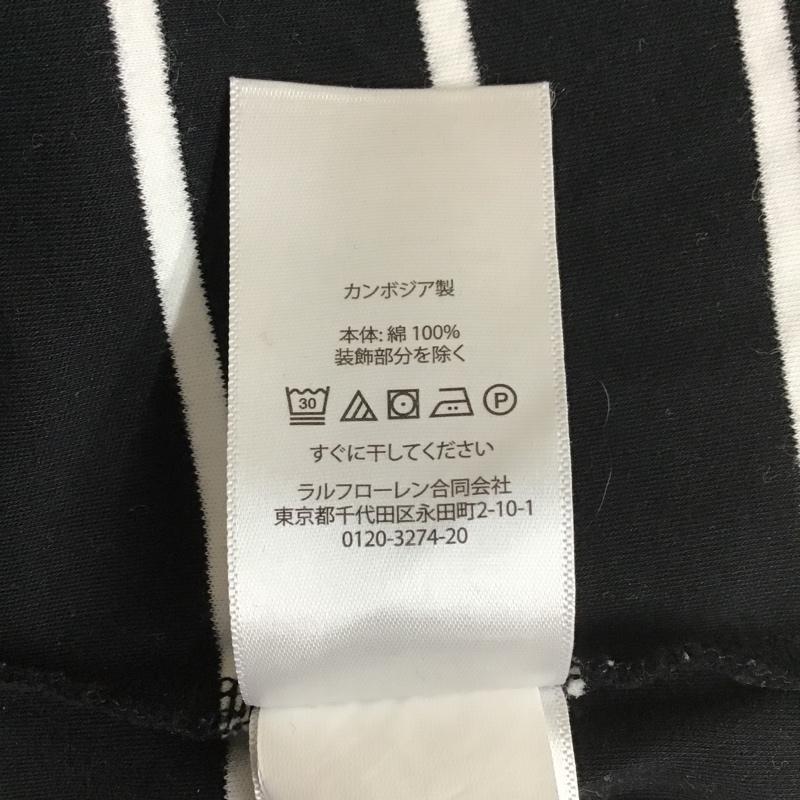 カンボジア製
本体: 綿 100%
装飾部分を除く
30 P
すぐに干してください
ラルフローレン合同会社
東京都千代田区永田町2-10-1
0120-3274-20